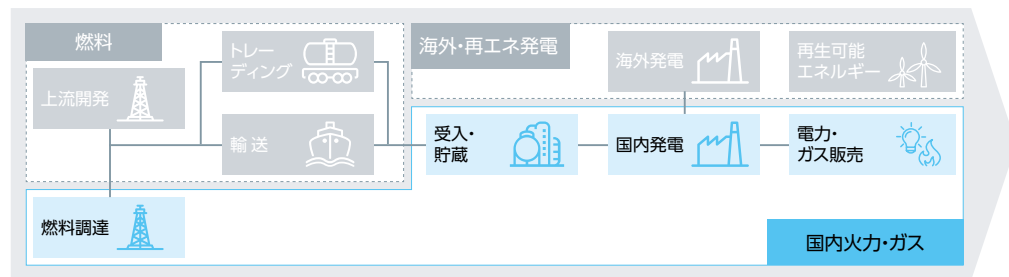 燃料
トレー
ディング
上流開発
輸送
海外・再エネ発電
海外発電
再生可能
エネルギー
受入・
貯蔵
国内発電
電力・
ガス販売
燃料調達
国内火力・ガス